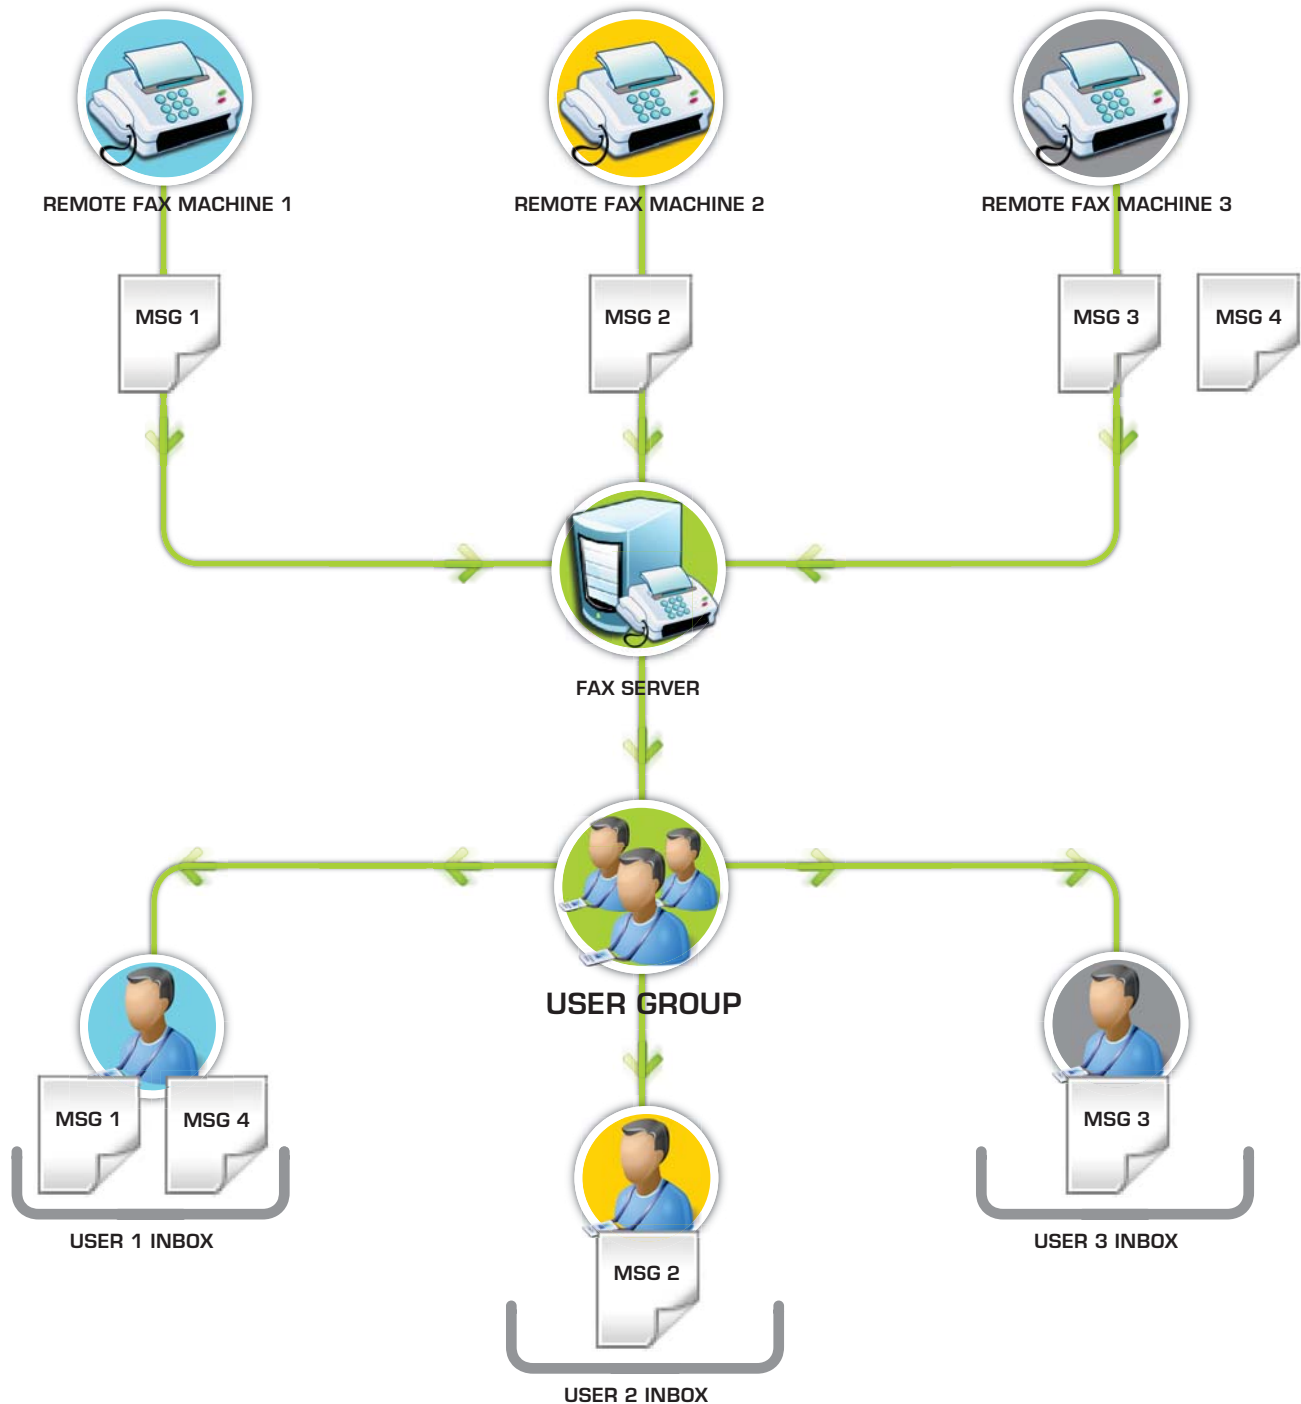 REMOTE FAX MACHINE 1
REMOTE FAX MACHINE 2
REMOTE FAX MACHINE 3
MSG 1
MSG 2
MSG 3
MSG 4
FAX SERVER
USER GROUP
MSG 1
MSG 4
MSG 3
USER 1 INBOX
USER 3 INBOX
MSG 2
USER 2 INBOX